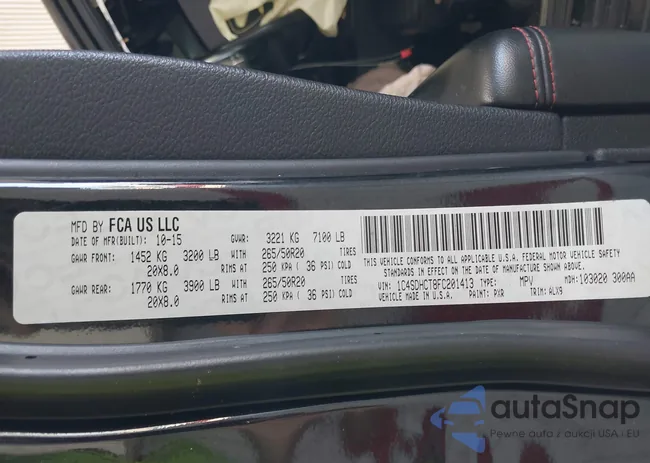 MFD BY FCA US LLC
DATE OF MFR(BUILT): 10-15 GVWR: 3221 KG 7100 LB
GAWR FRONT: 1452 KG 3200 LB WITH 265/50R20 TIRES
20X8.0 RIMS AT 250 KPA ( 36 PSI) COLD
GAWR REAR: 1770 KG 3900 LB WITH 265/50R20 TIRES
20X8.0 RIMS AT 250 KPA ( 36 PSI) COLD
THIS VEHICLE CONFORMS TO ALL APPLICABLE U.S.A. FEDERAL MOTOR VEHICLE SAFETY
STANDARDS IN EFFECT ON THE DATE OF MANUFACTURE SHOWN ABOVE.
VIN: 1C4SDHCT8FC201413 TYPE: MPV MDH: 103020 300AA
MADE IN U.S.A. PAINT: PXR TRIM: ALX9
autaSnap
Pewne auta z aukcji USA i EU